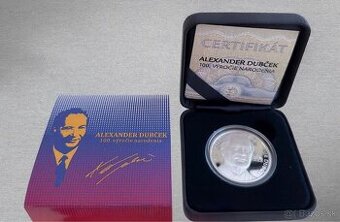 CERTIFIKÁT
ALEXANDER DUBČEK
100. VÝROČIE NARODENIA
ALEXANDER DUBČEK
100. výročie narodenia